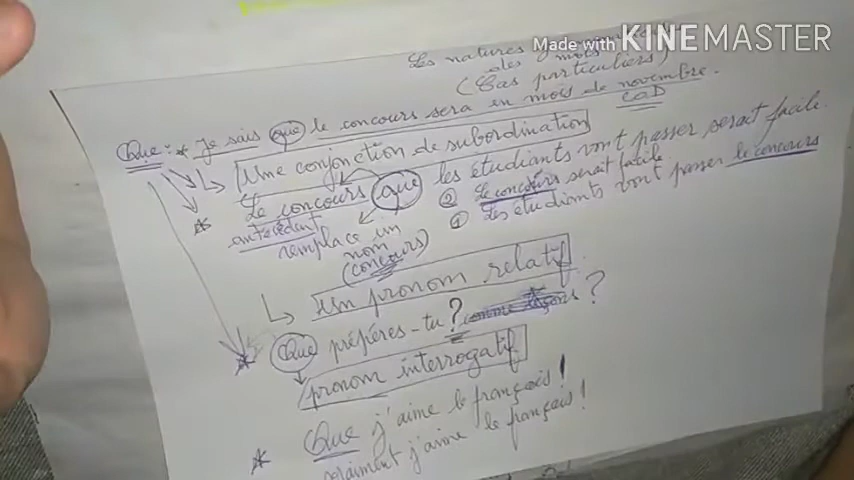 Made with KINEMASTER
Les natures
des mots
(Cas particuliers)
Que : * Je sais que le concours sera en mois de novembre.
COD
Une conjonction de subordination
* Le concours que les étudiants vont passer serait facile.
antécédent
remplace un
nom
(concours)
② Le concours serait facile
① Les étudiants vont passer le concours
Un pronom relatif
* Que prépéres-tu ? ?
pronom interrogatif
* Que j'aime le français !
vraiment j'aime le français !